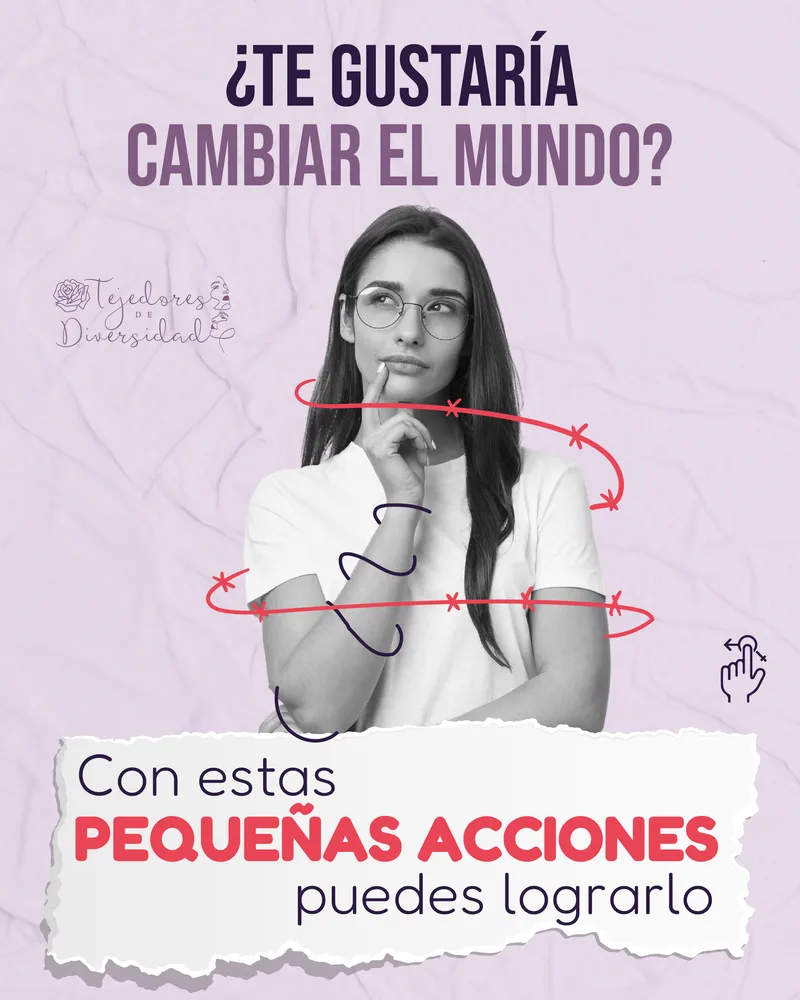 ¿TE GUSTARÍA
CAMBIAR EL MUNDO?
Tejedores
DE
Diversidad
Con estas
PEQUEÑAS ACCIONES
puedes lograrlo